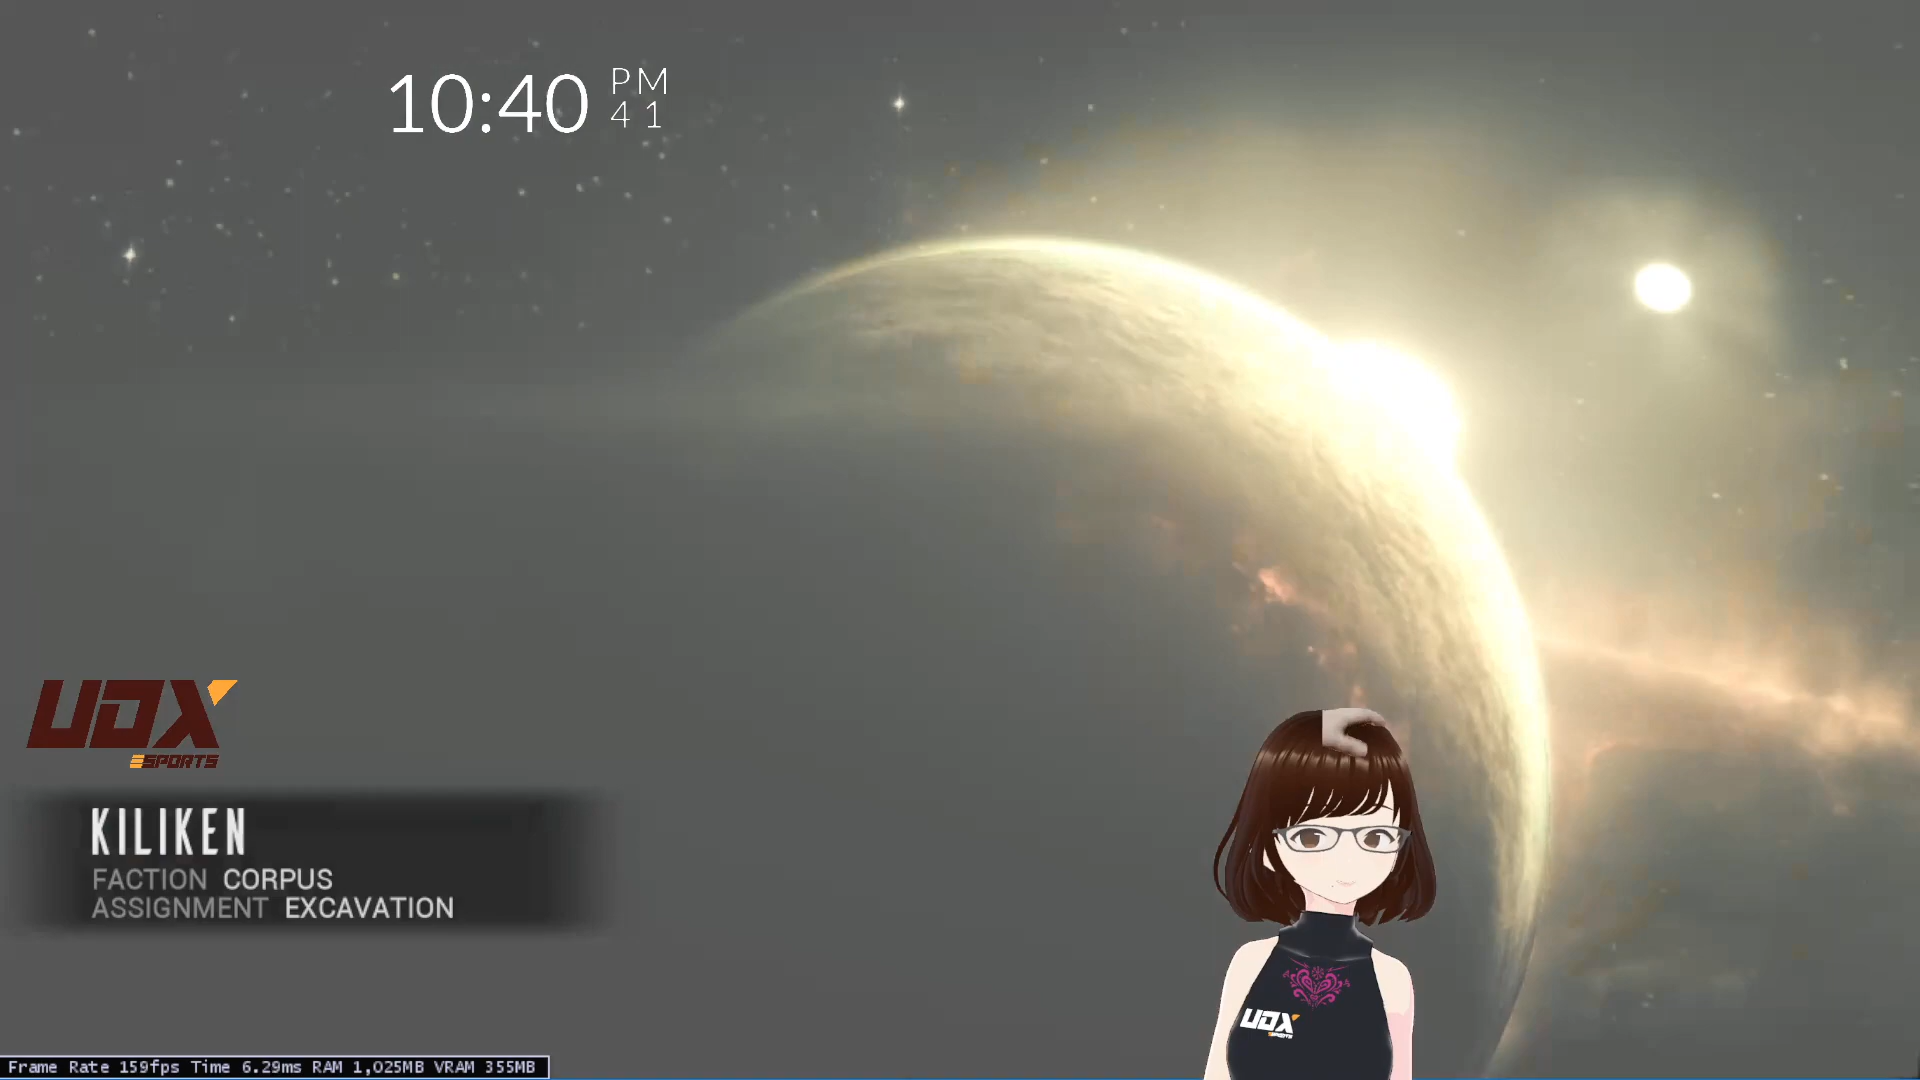 10:40 PM
41
UDX
ESPORTS
KILIKEN
FACTION CORPUS
ASSIGNMENT EXCAVATION
UDX
ESPORTS
Frame Rate 159fps Time 6.29ms RAM 1,025MB VRAM 355MB